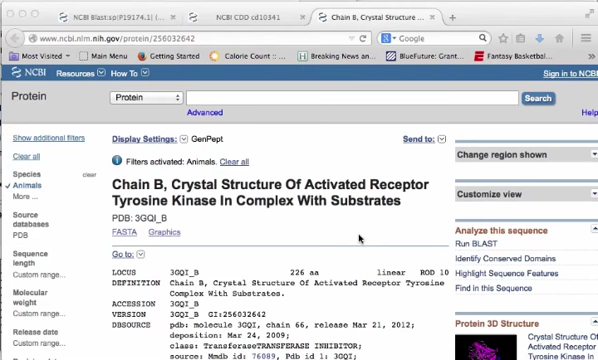 NCBI Blast:sp|P19174.1| (...
NCBI CDD cd10341
Chain B, Crystal Structure ...
www.ncbi.nlm.nih.gov/protein/256032642
Google
Most Visited
Main Menu
Getting Started
Calorie Count ...
Breaking News an...
BlueFuture: Grant...
Fantasy Basketbal...
NCBI
Resources
How To
Sign in to NCBI
Protein
Protein
Search
Advanced
Help
Show additional filters
Clear all
Species
clear
Animals
More ...
Source
databases
PDB
Sequence
length
Custom range...
Molecular
weight
Custom range...
Release date
Custom range...
Display Settings:
GenPept
Send to:
Filters activated: Animals. Clear all
Chain B, Crystal Structure Of Activated Receptor
Tyrosine Kinase In Complex With Substrates
PDB: 3GQI_B
FASTA
Graphics
Go to:
LOCUS 3GQI_B 226 aa linear ROD 10
DEFINITION Chain B, Crystal Structure Of Activated Receptor Tyrosine
Complex With Substrates.
ACCESSION 3GQI_B
VERSION 3GQI_B GI:256032642
DBSOURCE pdb: molecule 3GQI, chain 66, release Mar 21, 2012;
deposition: Mar 24, 2009;
class: TransferaseTRANSFERASE INHIBITOR;
source: Mmdb id: 76089, Pdb id 1: 3GQI;
Change region shown
Customize view
Analyze this sequence
Run BLAST
Identify Conserved Domains
Highlight Sequence Features
Find in this Sequence
Protein 3D Structure
Crystal Structure Of
Activated Receptor